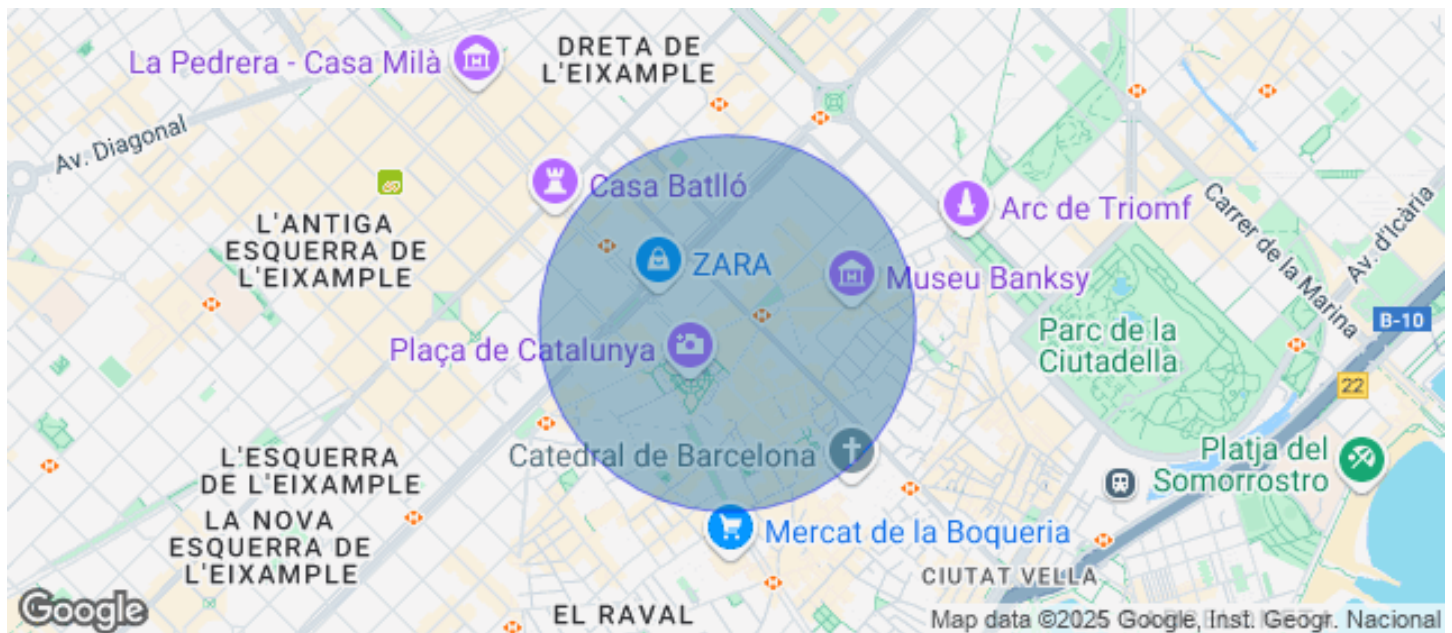 DRETA DE
L'EIXAMPLE
La Pedrera - Casa Milà
Av. Diagonal
Casa Batlló
Arc de Triomf
Carrer de la Marina
Av. d'Icària
L'ANTIGA
ESQUERRA DE
L'EIXAMPLE
ZARA
Museu Banksy
B-10
Parc de la
Ciutadella
Plaça de Catalunya
22
L'ESQUERRA
DE L'EIXAMPLE
Catedral de Barcelona
Platja del
Somorrostro
LA NOVA
ESQUERRA DE
L'EIXAMPLE
Mercat de la Boqueria
CIUTAT VELLA
EL RAVAL
Google
Map data ©2025 Google, Inst. Geogr. Nacional